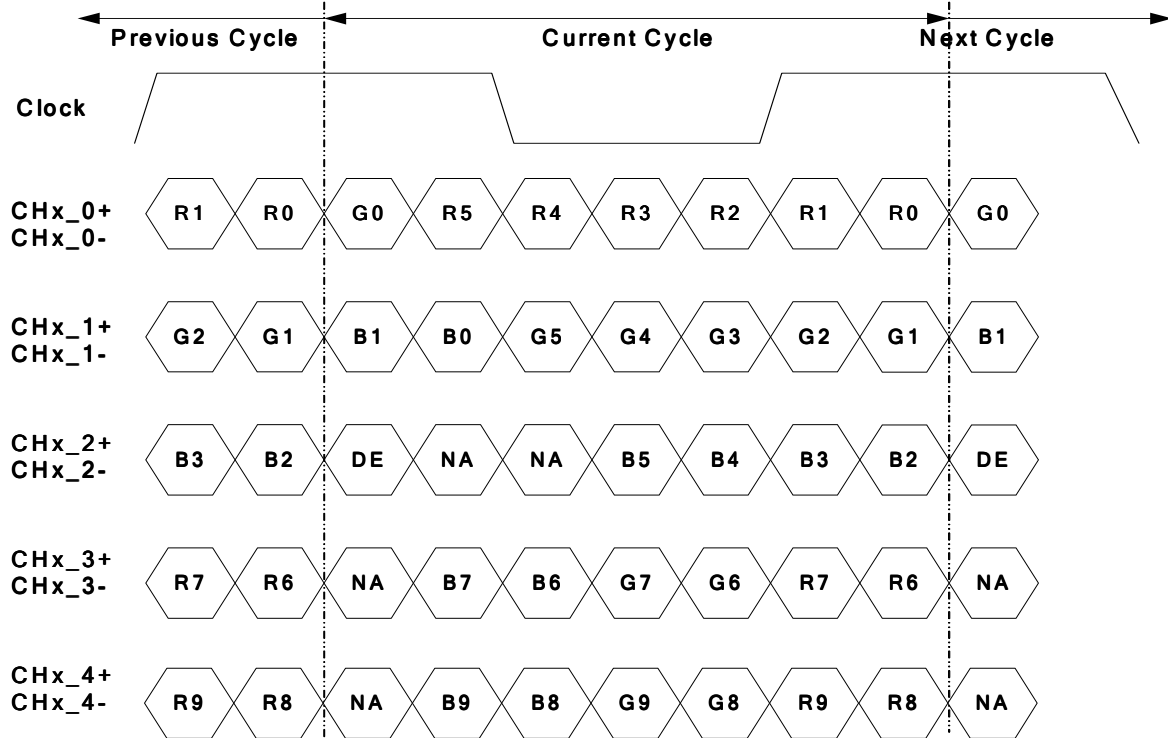 Previous Cycle Current Cycle Next Cycle
Clock
CHx_0+
CHx_0-
R1 R0 G0 R5 R4 R3 R2 R1 R0 G0
CHx_1+
CHx_1-
G2 G1 B1 B0 G5 G4 G3 G2 G1 B1
CHx_2+
CHx_2-
B3 B2 DE NA NA B5 B4 B3 B2 DE
CHx_3+
CHx_3-
R7 R6 NA B7 B6 G7 G6 R7 R6 NA
CHx_4+
CHx_4-
R9 R8 NA B9 B8 G9 G8 R9 R8 NA